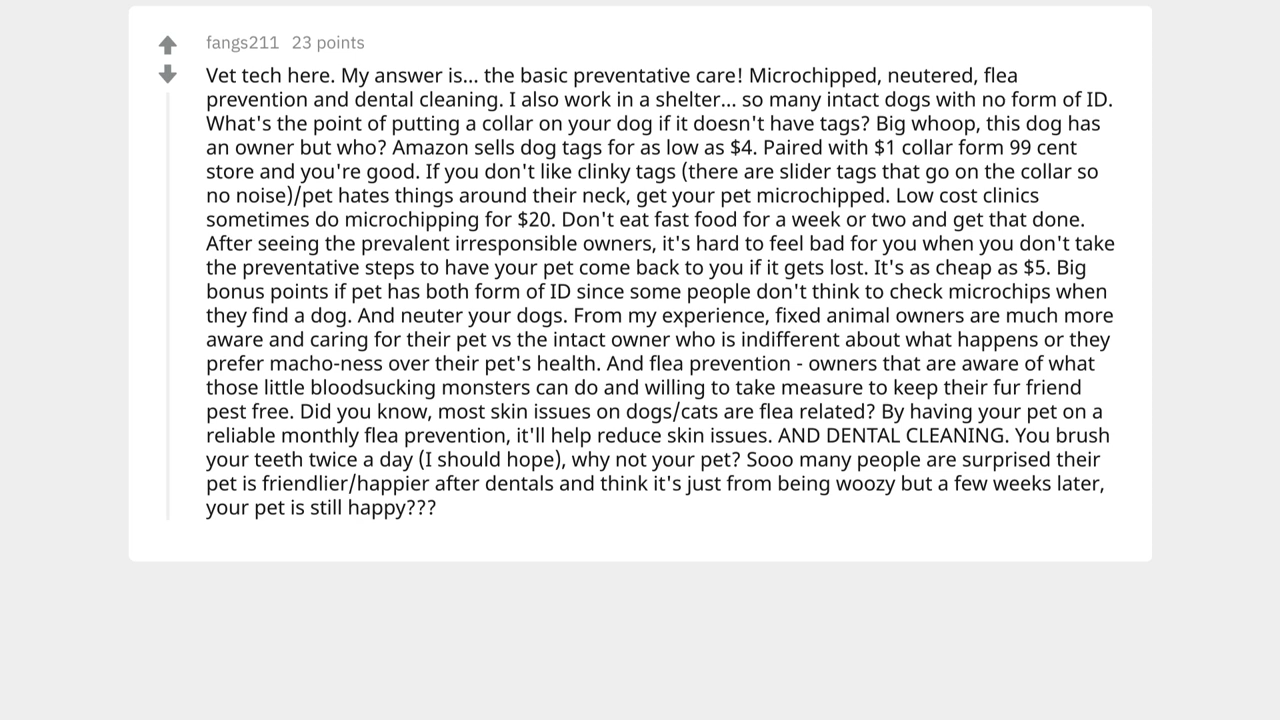 fangs211 23 points
Vet tech here. My answer is... the basic preventative care! Microchipped, neutered, flea
prevention and dental cleaning. I also work in a shelter... so many intact dogs with no form of ID.
What's the point of putting a collar on your dog if it doesn't have tags? Big whoop, this dog has
an owner but who? Amazon sells dog tags for as low as $4. Paired with $1 collar form 99 cent
store and you're good. If you don't like clinky tags (there are slider tags that go on the collar so
no noise)/pet hates things around their neck, get your pet microchipped. Low cost clinics
sometimes do microchipping for $20. Don't eat fast food for a week or two and get that done.
After seeing the prevalent irresponsible owners, it's hard to feel bad for you when you don't take
the preventative steps to have your pet come back to you if it gets lost. It's as cheap as $5. Big
bonus points if pet has both form of ID since some people don't think to check microchips when
they find a dog. And neuter your dogs. From my experience, fixed animal owners are much more
aware and caring for their pet vs the intact owner who is indifferent about what happens or they
prefer macho-ness over their pet's health. And flea prevention - owners that are aware of what
those little bloodsucking monsters can do and willing to take measure to keep their fur friend
pest free. Did you know, most skin issues on dogs/cats are flea related? By having your pet on a
reliable monthly flea prevention, it'll help reduce skin issues. AND DENTAL CLEANING. You brush
your teeth twice a day (I should hope), why not your pet? Sooo many people are surprised their
pet is friendlier/happier after dentals and think it's just from being woozy but a few weeks later,
your pet is still happy???